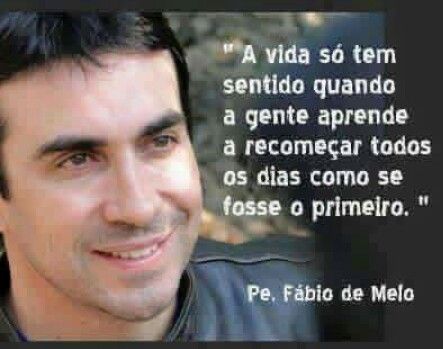 " A vida só tem
sentido quando
a gente aprende
a recomeçar todos
os dias como se
fosse o primeiro. "
Pe. Fábio de Melo